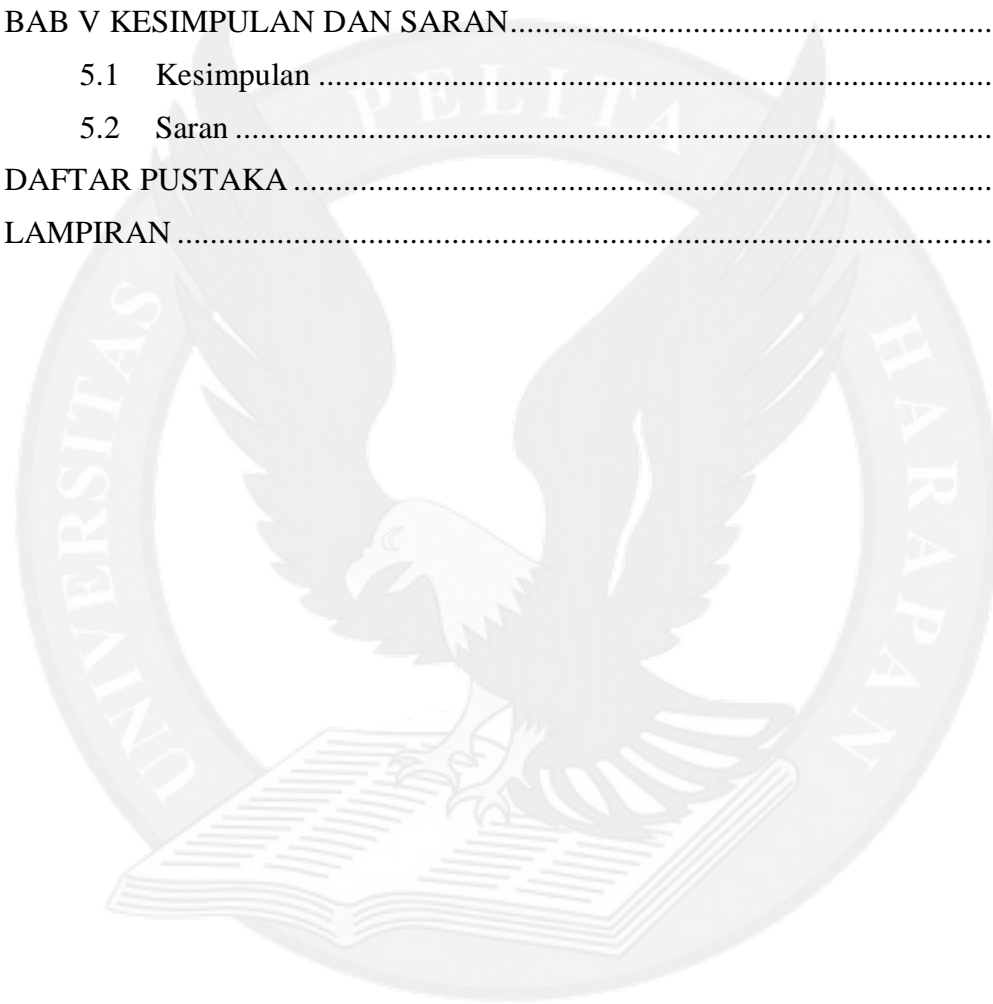 BAB V KESIMPULAN DAN SARAN..........................................................
5.1 Kesimpulan ..................................................................................
5.2 Saran ............................................................................................
DAFTAR PUSTAKA .....................................................................................
LAMPIRAN ...................................................................................................
UNIVERSITAS PELITA HARAPAN